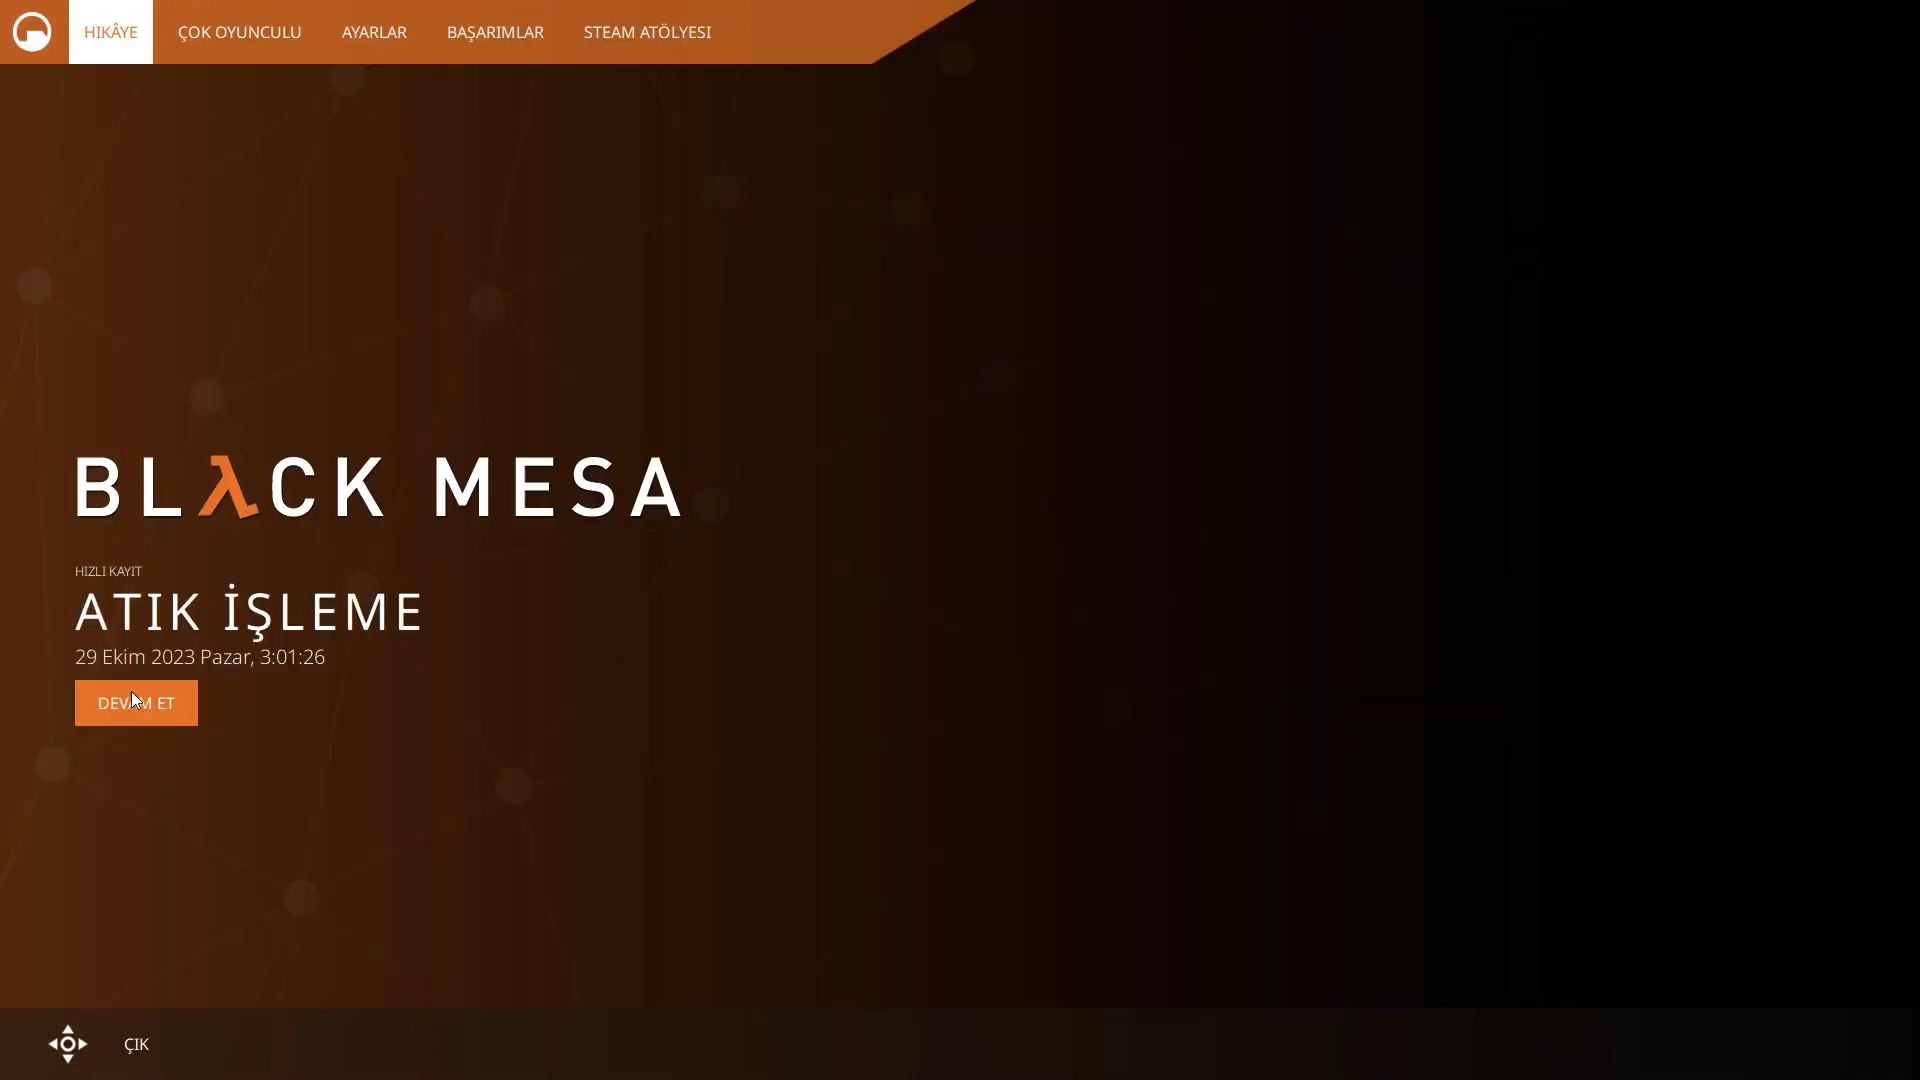 HIKÂYE
ÇOK OYUNCULU
AYARLAR
BAŞARIMLAR
STEAM ATÖLYESI
BLλCK MESA
HIZLI KAYIT
ATIK İŞLEME
29 Ekim 2023 Pazar, 3:01:26
DEVAM ET
ÇIK